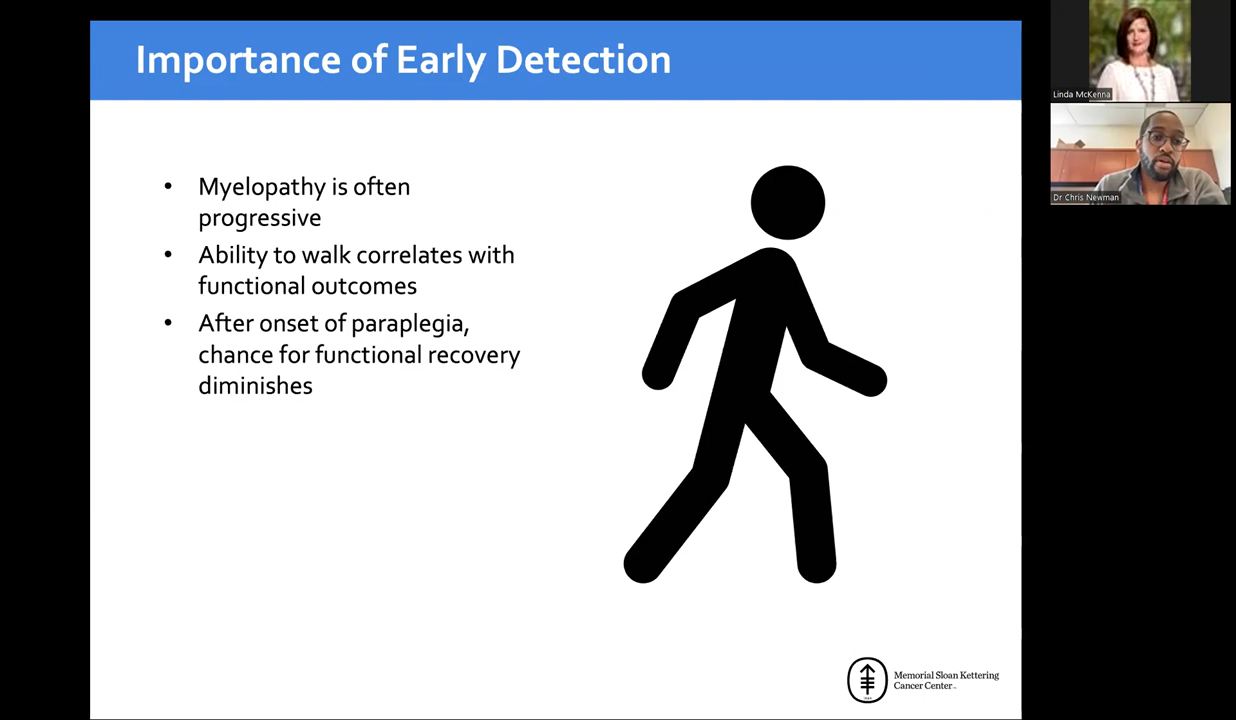 Importance of Early Detection
• Myelopathy is often
progressive
• Ability to walk correlates with
functional outcomes
• After onset of paraplegia,
chance for functional recovery
diminishes
Memorial Sloan Kettering
Cancer Center
Linda McKenna
Dr Chris Newman